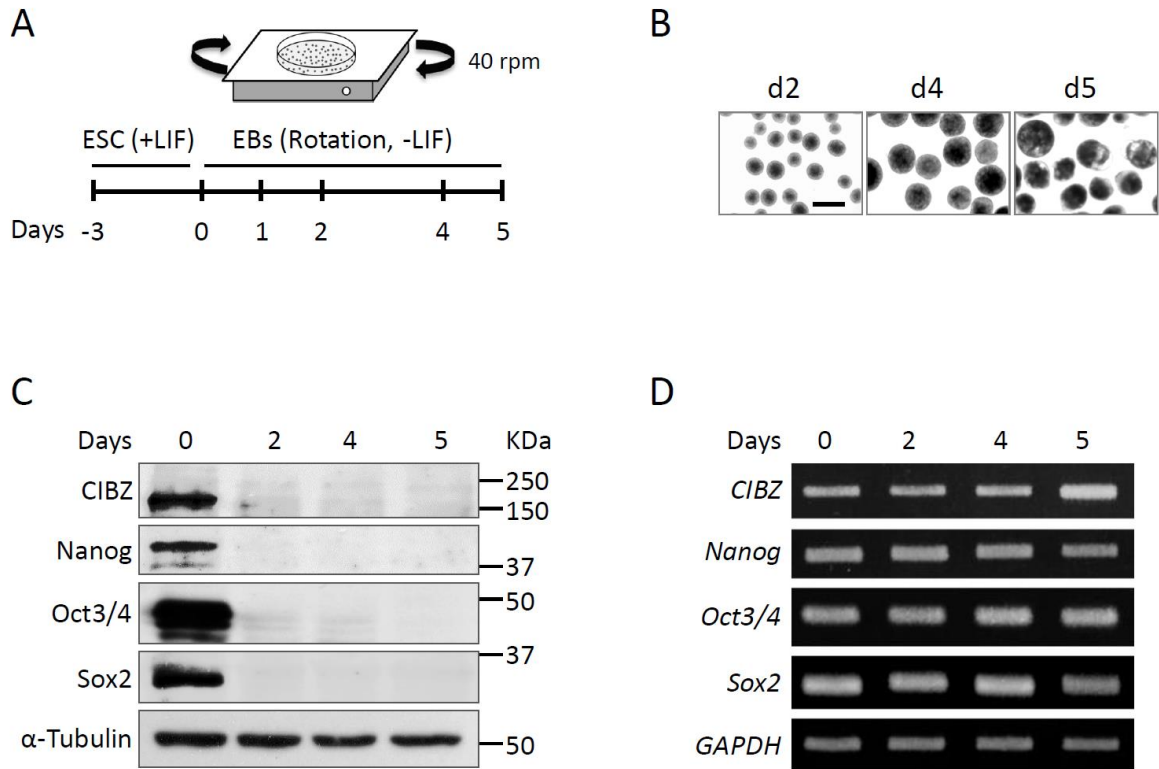 A
40 rpm
ESC (+LIF) EBs (Rotation, -LIF)
Days -3 0 1 2 4 5
B
d2 d4 d5
C
Days 0 2 4 5 KDa
CIBZ 250
150
Nanog 37
Oct3/4 50
Sox2 37
α-Tubulin 50
D
Days 0 2 4 5
CIBZ
Nanog
Oct3/4
Sox2
GAPDH